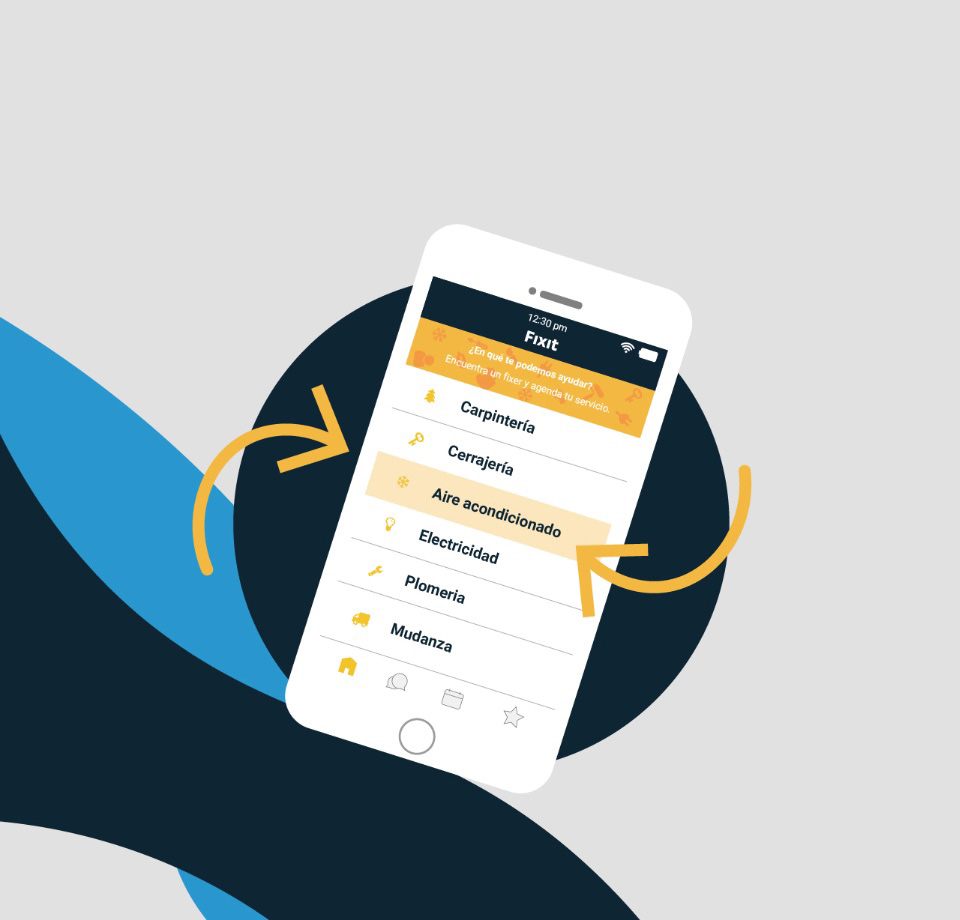 12:30 pm
Fixit
¿En qué te podemos ayudar?
Encuentra un fixer y agenda tu servicio.
Carpintería
Cerrajería
Aire acondicionado
Electricidad
Plomeria
Mudanza